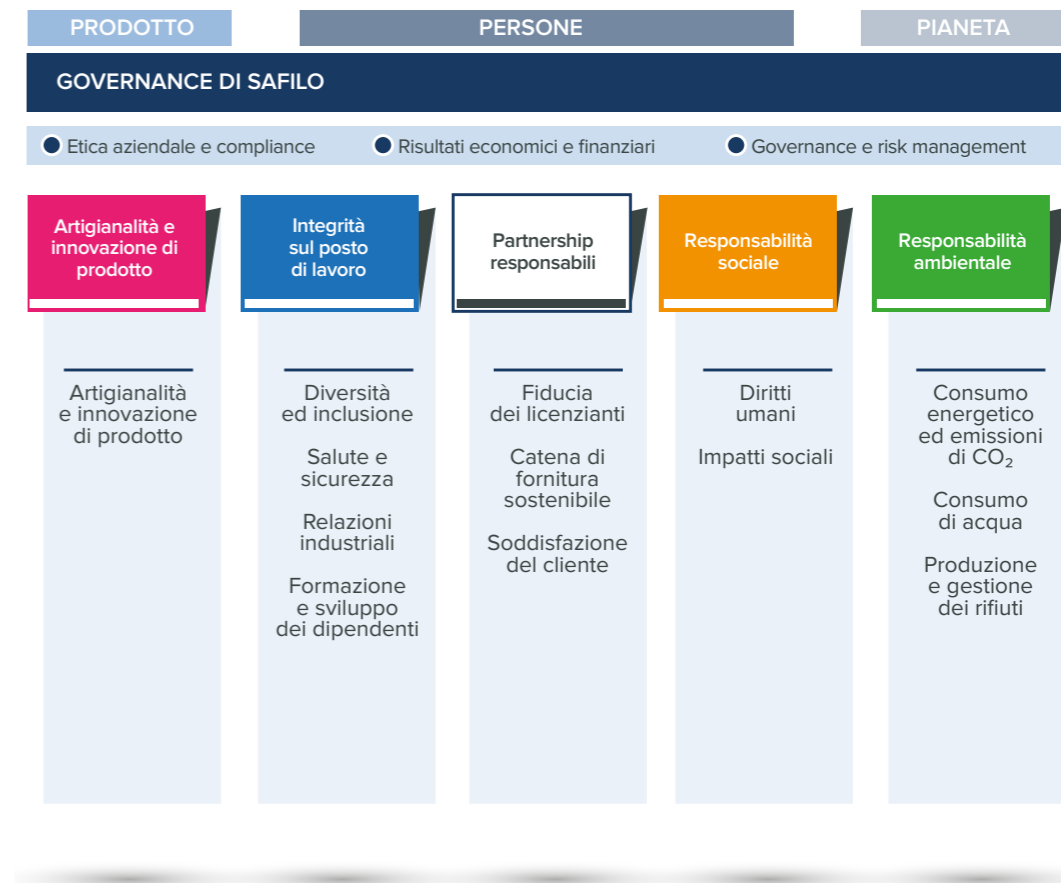 PRODOTTO
PERSONE
PIANETA
GOVERNANCE DI SAFILO
Etica aziendale e compliance
Risultati economici e finanziari
Governance e risk management
Artigianalità e
innovazione di
prodotto
Integrità
sul posto
di lavoro
Partnership
responsabili
Responsabilità
sociale
Responsabilità
ambientale
Artigianalità
e innovazione
di prodotto
Diversità
ed inclusione
Salute e
sicurezza
Relazioni
industriali
Formazione
e sviluppo
dei dipendenti
Fiducia
dei licenzianti
Catena di
fornitura
sostenibile
Soddisfazione
del cliente
Diritti
umani
Impatti sociali
Consumo
energetico
ed emissioni
di CO₂
Consumo
di acqua
Produzione
e gestione
dei rifiuti